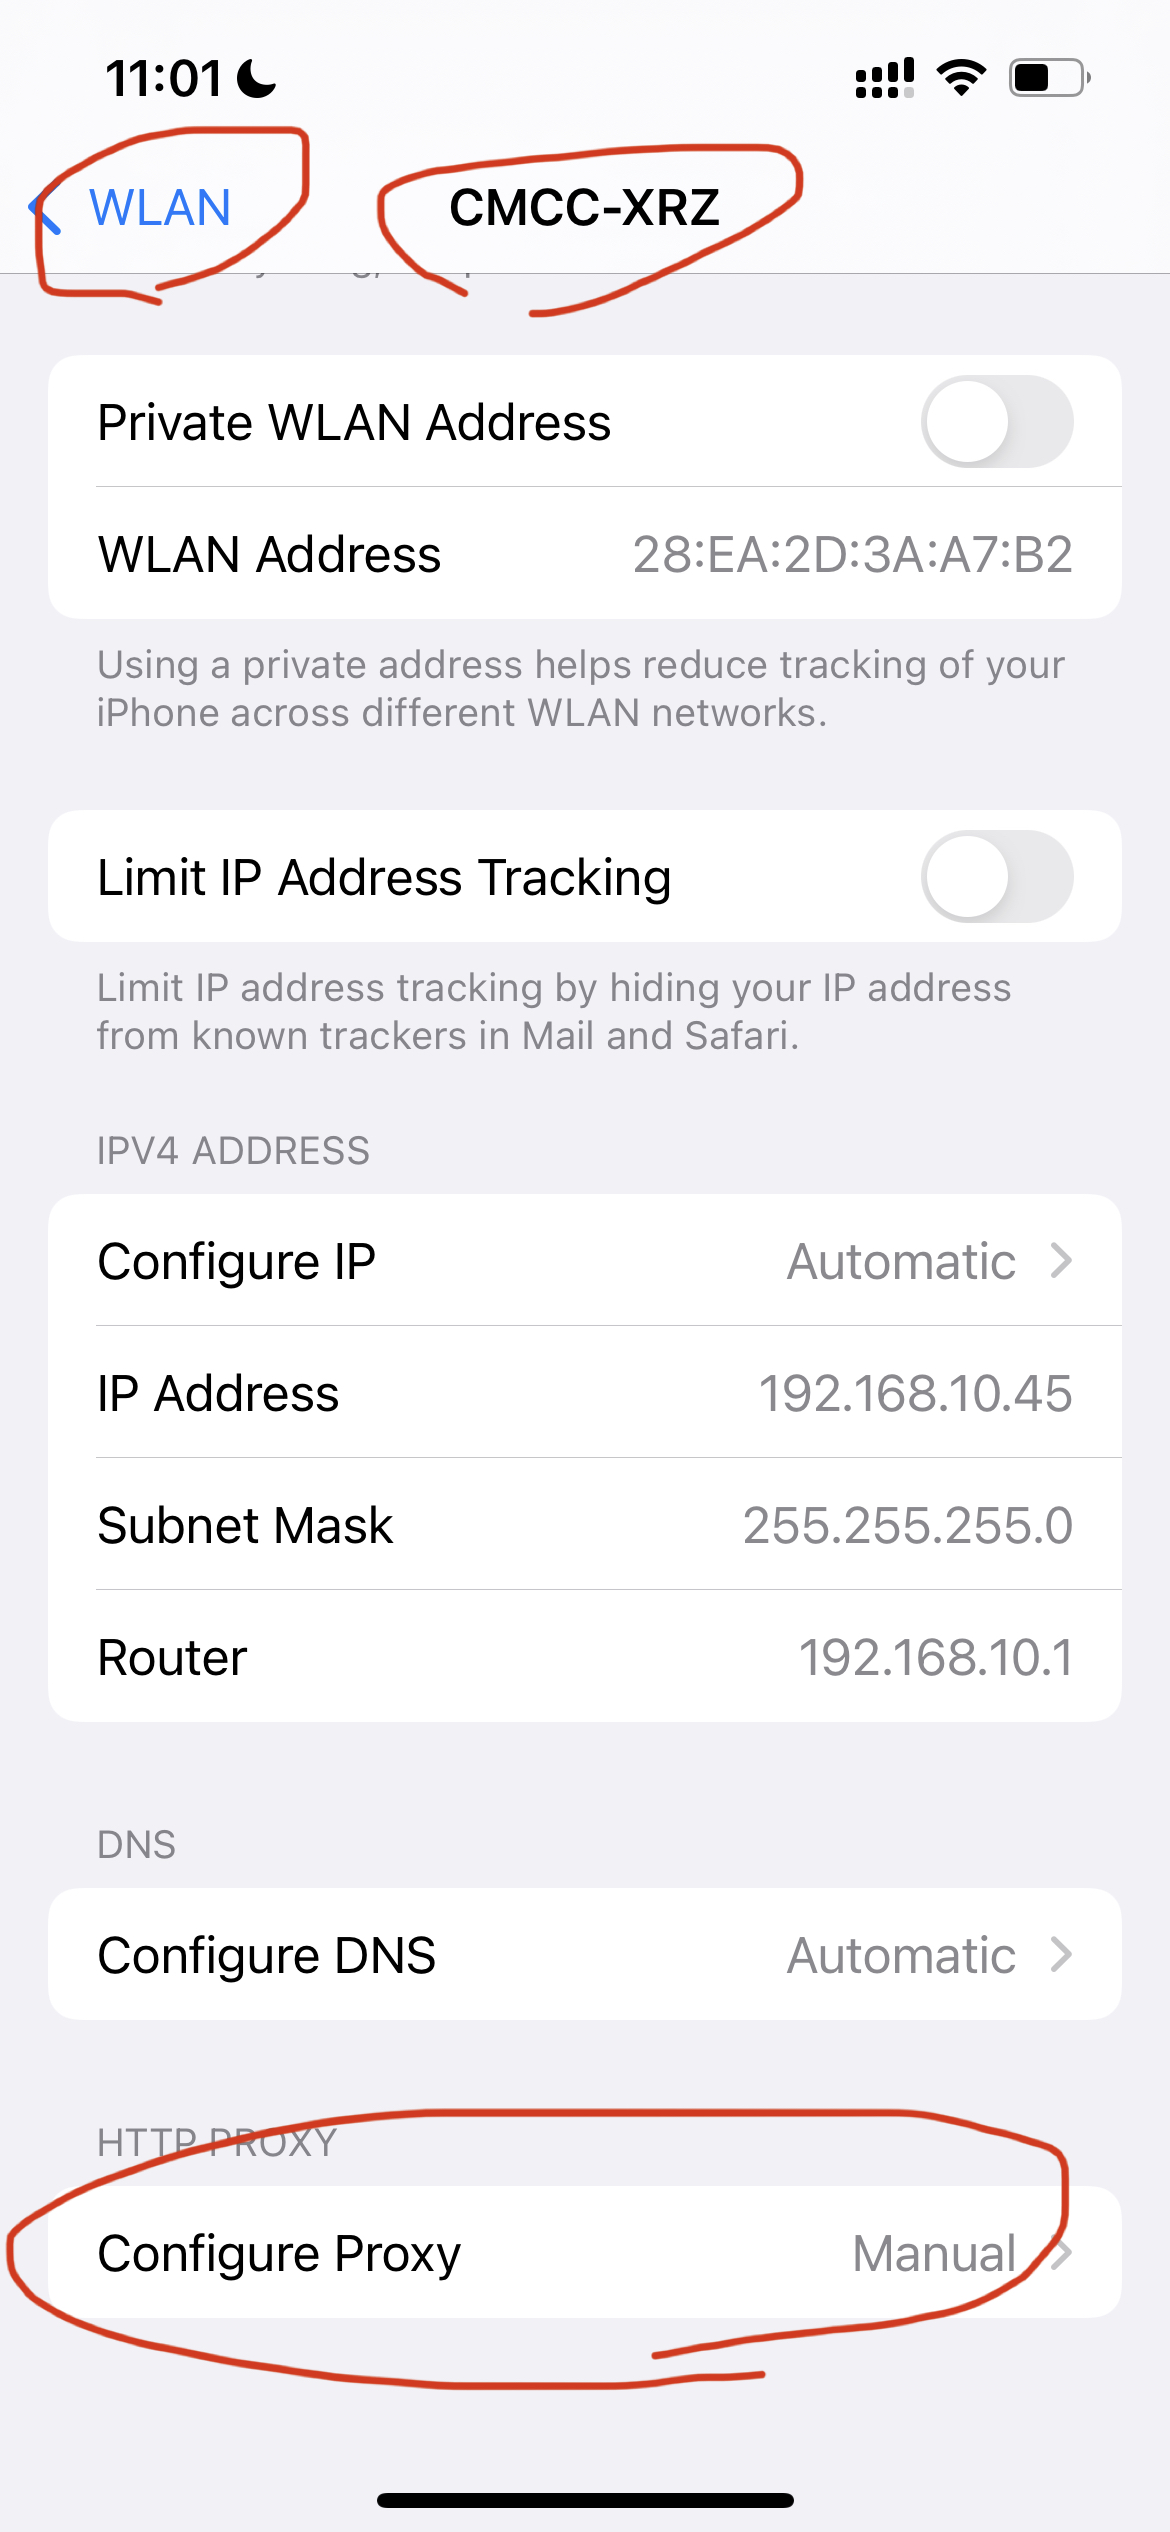 11:01
WLAN
CMCC-XRZ
Private WLAN Address
WLAN Address 28:EA:2D:3A:A7:B2
Using a private address helps reduce tracking of your
iPhone across different WLAN networks.
Limit IP Address Tracking
Limit IP address tracking by hiding your IP address
from known trackers in Mail and Safari.
IPV4 ADDRESS
Configure IP Automatic
IP Address 192.168.10.45
Subnet Mask 255.255.255.0
Router 192.168.10.1
DNS
Configure DNS Automatic
HTTP PROXY
Configure Proxy Manual